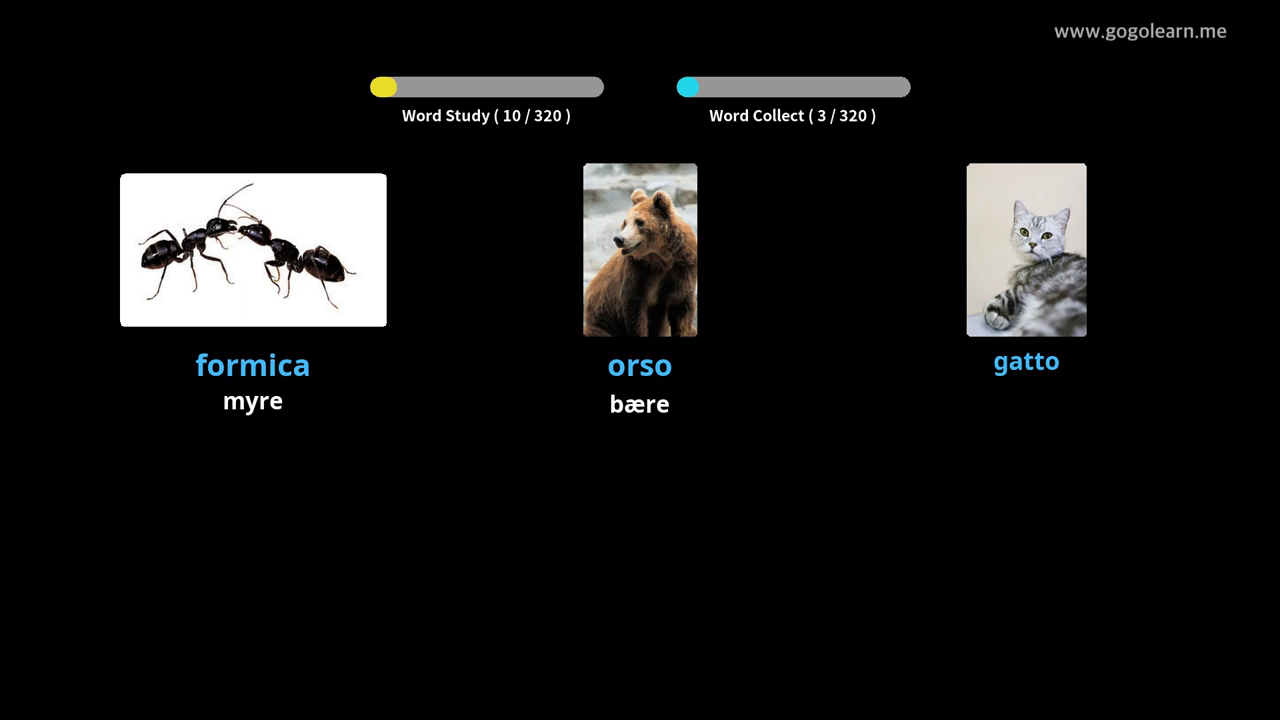 www.gogolearn.me
Word Study ( 10 / 320 )
Word Collect ( 3 / 320 )
formica
myre
orso
bære
gatto